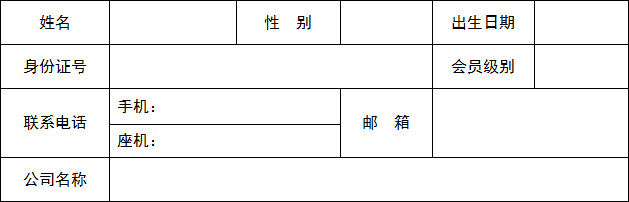 姓名 性 别 出生日期
身份证号 会员级别
联系电话 手机： 邮 箱
座机：
公司名称